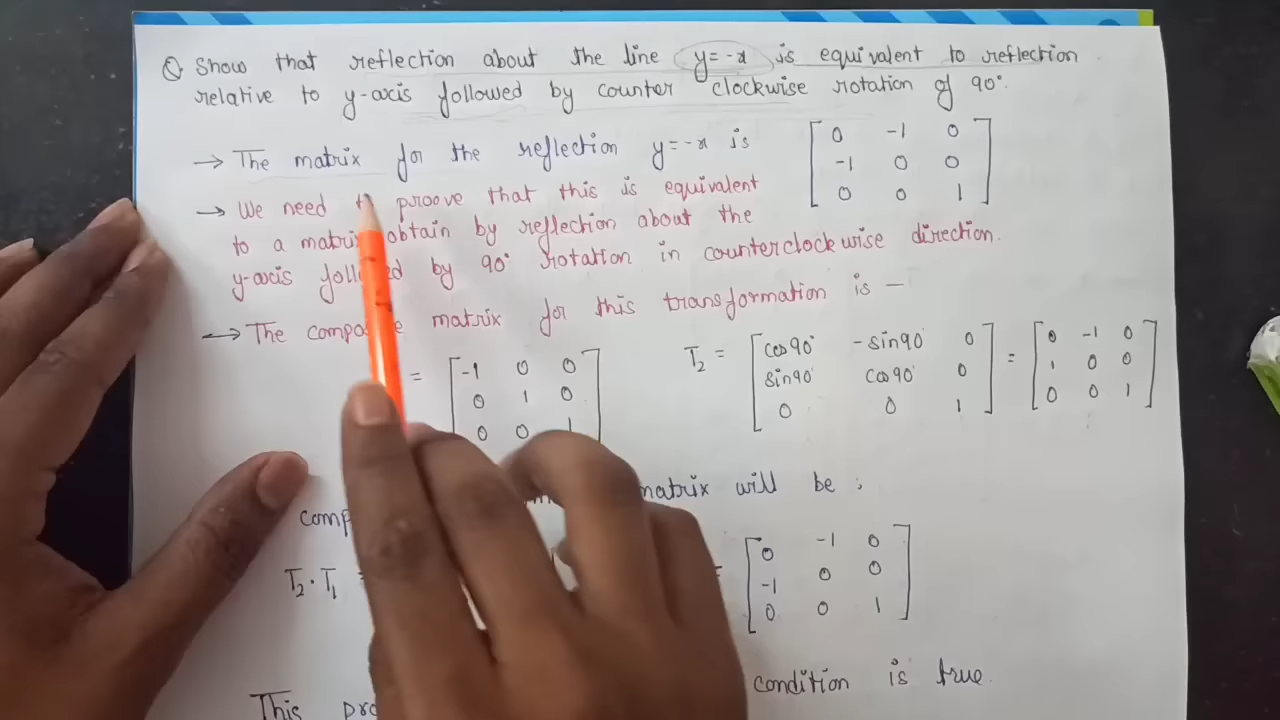 Q Show that reflection about the line y=-x is equivalent to reflection
relative to y-axis followed by counter clockwise rotation of 90°.
→ The matrix for the reflection y=-x is
[ 0 -1 0
-1 0 0
0 0 1 ]
→ We need proove that this is equivalent
to a matrix obtain by reflection about the
y-axis by 90° rotation in counterclockwise direction.
→ The matrix for this transformation is —
= [ -1 0 0
0 1 0
0 0 1 ]
T2 = [ cos90° -sin90° 0
sin90° cos90° 0
0 0 1 ] = [ 0 -1 0
1 0 0
0 0 1 ]
matrix will be ;
T2 . T1 =
= [ 0 -1 0
-1 0 0
0 0 1 ]
This condition is true.